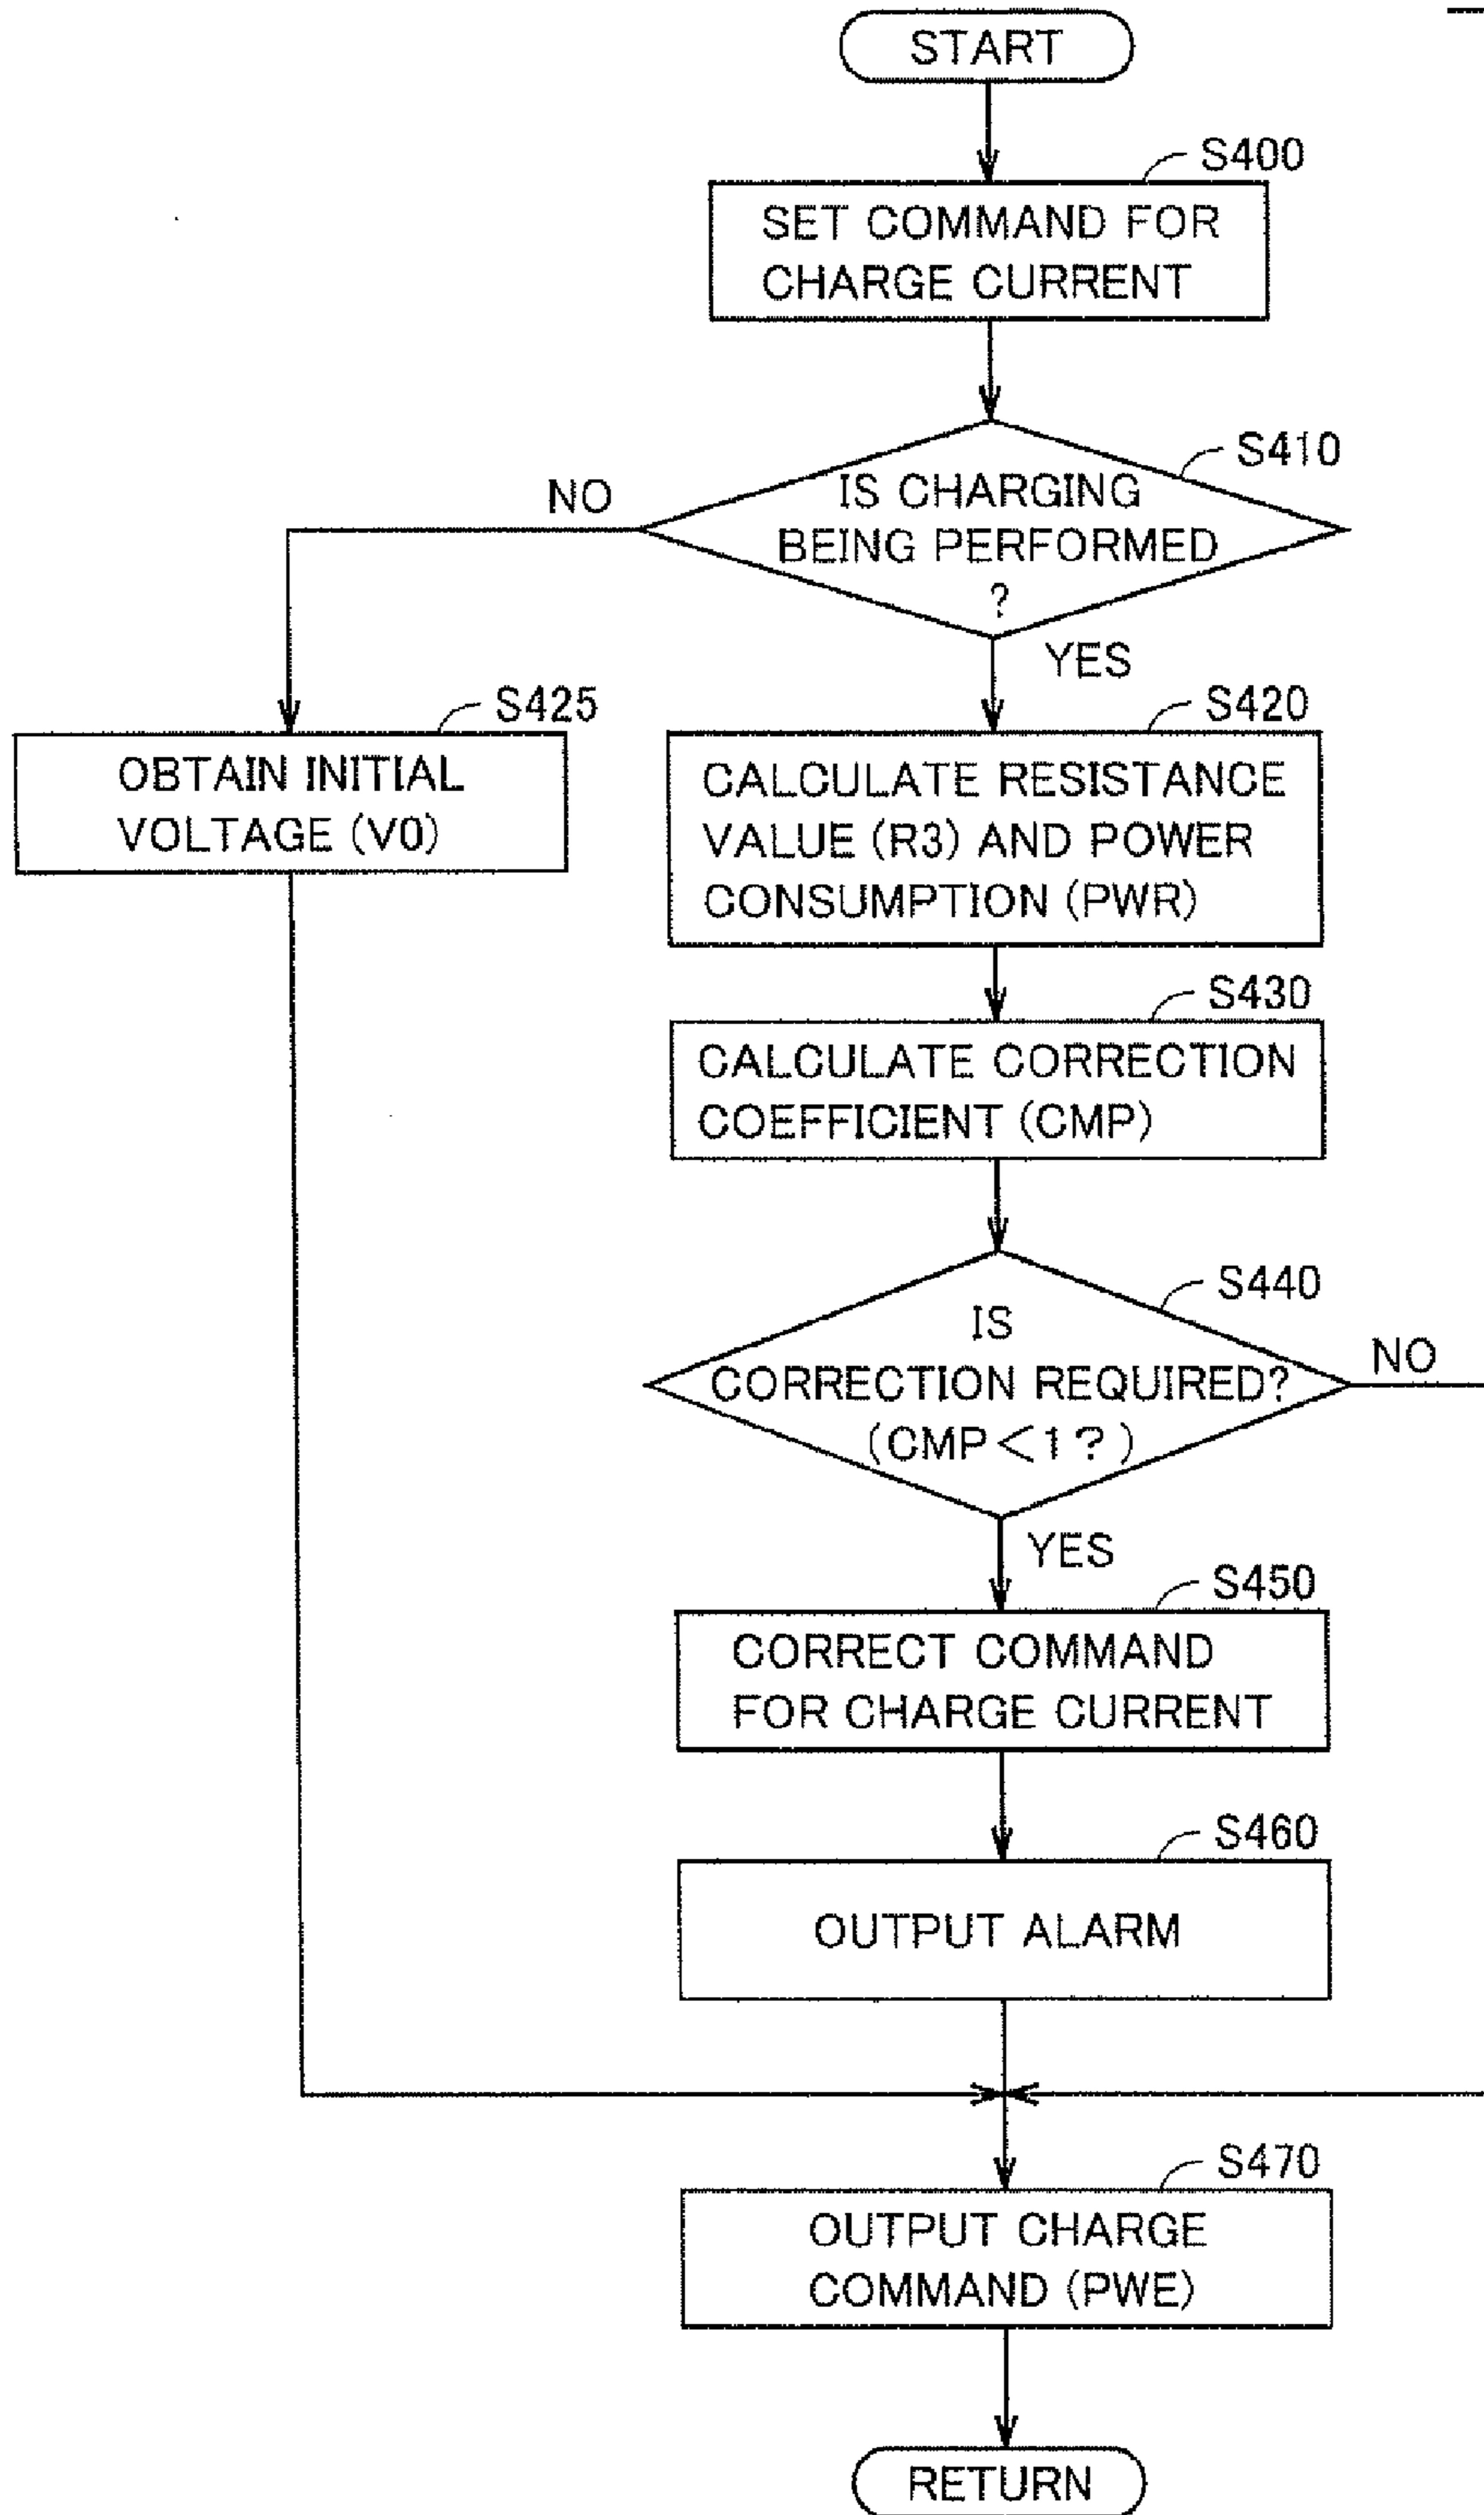 START
S400
SET COMMAND FOR
CHARGE CURRENT
S410
IS CHARGING
BEING PERFORMED
?
NO
YES
S425
OBTAIN INITIAL
VOLTAGE (V0)
S420
CALCULATE RESISTANCE
VALUE (R3) AND POWER
CONSUMPTION (PWR)
S430
CALCULATE CORRECTION
COEFFICIENT (CMP)
S440
IS
CORRECTION REQUIRED?
(CMP<1?)
NO
YES
S450
CORRECT COMMAND
FOR CHARGE CURRENT
S460
OUTPUT ALARM
S470
OUTPUT CHARGE
COMMAND (PWE)
RETURN